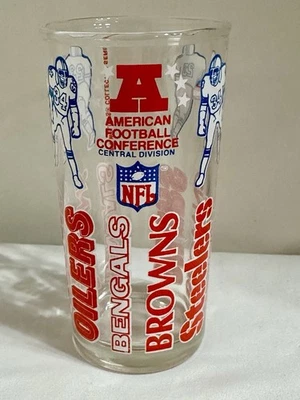 A
AMERICAN
FOOTBALL
CONFERENCE
CENTRAL DIVISION
NFL
OILERS
BENGALS
BROWNS
Steelers